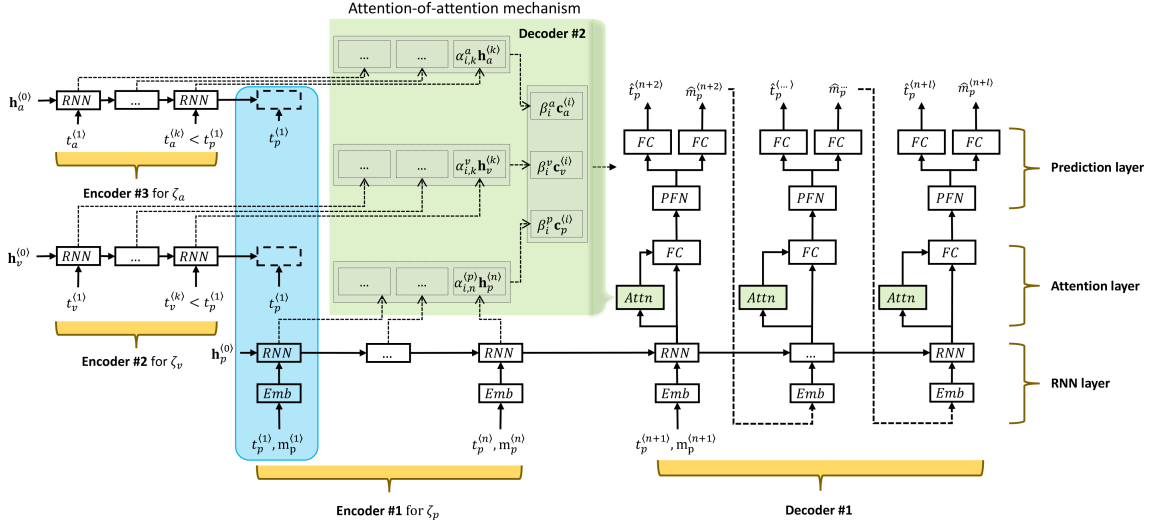 Attention-of-attention mechanism
Decoder #2
... ... α_{i,k}^{a} h_a^{⟨k⟩}
h_a^{⟨0⟩} RNN ... RNN
t_a^{⟨1⟩} t_a^{⟨k⟩} < t_p^{⟨1⟩} t_p^{⟨1⟩}
Encoder #3 for ζ_a
β_i^a c_a^{⟨i⟩}
... ... α_{i,k}^{v} h_v^{⟨k⟩}
β_i^v c_v^{⟨i⟩}
β_i^p c_p^{⟨i⟩}
h_v^{⟨0⟩} RNN ... RNN
t_v^{⟨1⟩} t_v^{⟨k⟩} < t_p^{⟨1⟩} t_p^{⟨1⟩}
Encoder #2 for ζ_v
... ... α_{i,n}^{⟨p⟩} h_p^{⟨n⟩}
t̂_p^{⟨n+2⟩} m̂_p^{⟨n+2⟩} t̂_p^{⟨...⟩} m̂_p^{...} t̂_p^{⟨n+l⟩} m̂_p^{⟨n+l⟩}
FC FC FC FC FC FC
Prediction layer
PFN PFN PFN
FC FC FC
Attn Attn Attn
Attention layer
h_p^{⟨0⟩} RNN ... RNN RNN ... RNN
RNN layer
Emb Emb Emb Emb Emb
t_p^{⟨1⟩}, m_p^{⟨1⟩} t_p^{⟨n⟩}, m_p^{⟨n⟩} t_p^{⟨n+1⟩}, m_p^{⟨n+1⟩}
Encoder #1 for ζ_p
Decoder #1